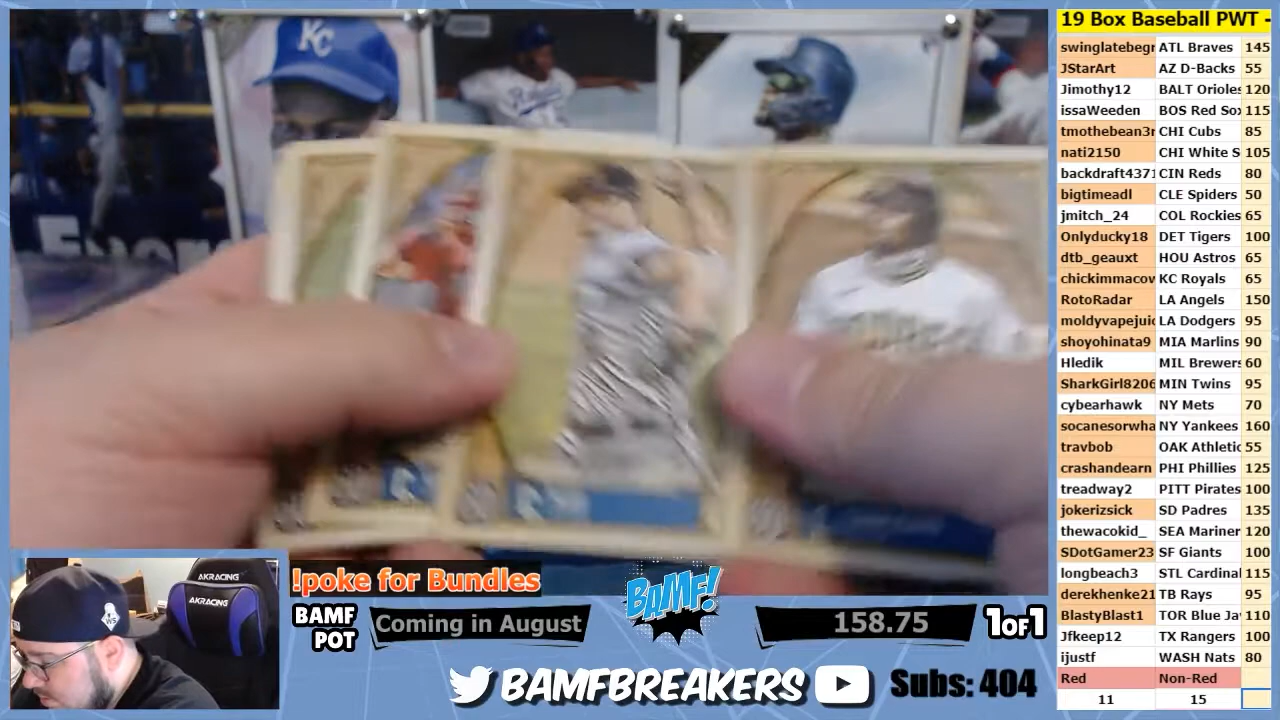 19 Box Baseball PWT -
swinglatebegr ATL Braves 145
JStarArt AZ D-Backs 55
Jimothy12 BALT Orioles 120
issaWeeden BOS Red Sox 115
tmothebean3r CHI Cubs 85
nati2150 CHI White S 105
backdraft4371 CIN Reds 80
bigtimeadl CLE Spiders 50
jmitch_24 COL Rockies 65
Onlyducky18 DET Tigers 100
dtb_geauxt HOU Astros 65
chickimmacov KC Royals 65
RotoRadar LA Angels 150
moldyvapejuic LA Dodgers 95
shoyohinata9 MIA Marlins 90
Hledik MIL Brewers 60
SharkGirl8206 MIN Twins 95
cybearhawk NY Mets 70
socanesorwha NY Yankees 160
travbob OAK Athletic 55
crashandearn PHI Phillies 125
treadway2 PITT Pirates 100
jokerizsick SD Padres 135
thewacokid_ SEA Mariner 120
SDotGamer23 SF Giants 100
longbeach3 STL Cardinal 115
derekhenke21 TB Rays 95
BlastyBlast1 TOR Blue Ja 110
Jfkeep12 TX Rangers 100
ijustf WASH Nats 80
Red Non-Red
11 15
KC
AKRACING
AKRACING
WS
!poke for Bundles
BAMF POT
Coming in August
BAMF!
158.75
1OF1
BAMFBREAKERS
Subs: 404